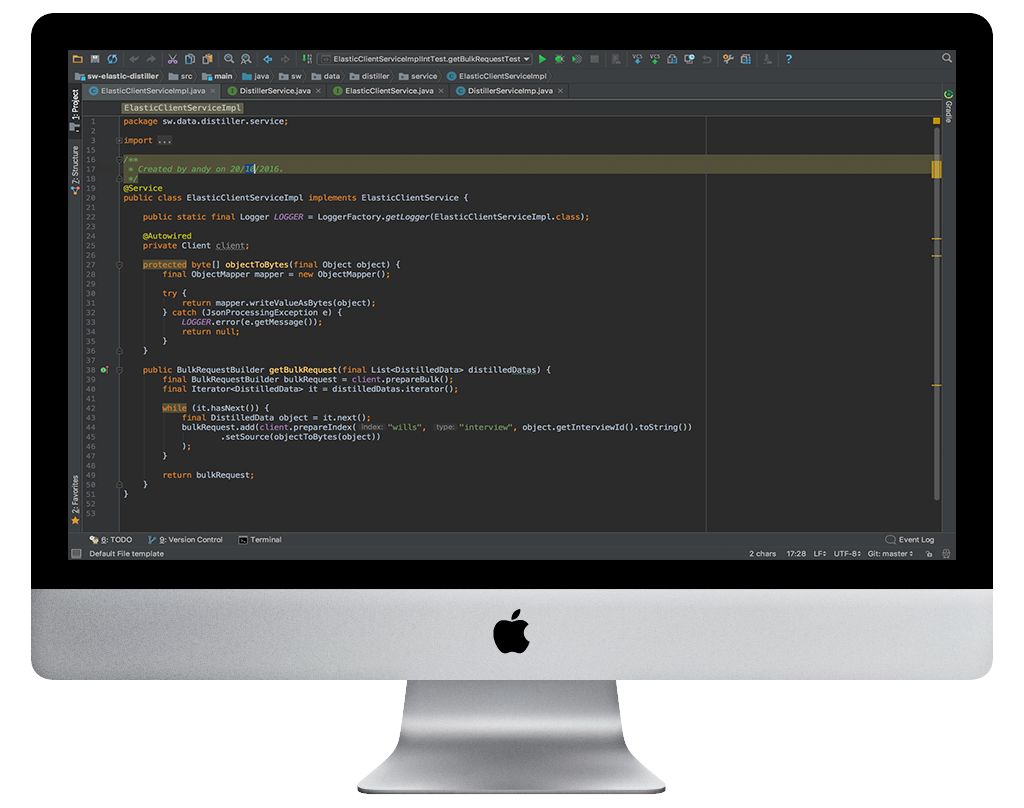 ElasticClientServiceImplIntTest.getBulkRequestTest
sw-elastic-distiller src main java sw data distiller service ElasticClientServiceImpl
ElasticClientServiceImpl.java DistillerService.java ElasticClientService.java DistillerServiceImp.java
1: Project
7: Structure
2: Favorites
Gradle
ElasticClientServiceImpl
1 package sw.data.distiller.service;
2
3 import ...
15
16 /**
17 * Created by andy on 20/10/2016.
18 */
19 @Service
20 public class ElasticClientServiceImpl implements ElasticClientService {
21
22 public static final Logger LOGGER = LoggerFactory.getLogger(ElasticClientServiceImpl.class);
23
24 @Autowired
25 private Client client;
26
27 protected byte[] objectToBytes(final Object object) {
28 final ObjectMapper mapper = new ObjectMapper();
29
30 try {
31 return mapper.writeValueAsBytes(object);
32 } catch (JsonProcessingException e) {
33 LOGGER.error(e.getMessage());
34 return null;
35 }
36 }
37
38 public BulkRequestBuilder getBulkRequest(final List<DistilledData> distilledDatas) {
39 final BulkRequestBuilder bulkRequest = client.prepareBulk();
40 final Iterator<DistilledData> it = distilledDatas.iterator();
41
42 while (it.hasNext()) {
43 final DistilledData object = it.next();
44 bulkRequest.add(client.prepareIndex( index: "wills", type: "interview", object.getInterviewId().toString())
45 .setSource(objectToBytes(object))
46 );
47 }
48
49 return bulkRequest;
50 }
51 }
52
53
6: TODO 9: Version Control Terminal Event Log
Default File template 2 chars 17:28 LF UTF-8 Git: master